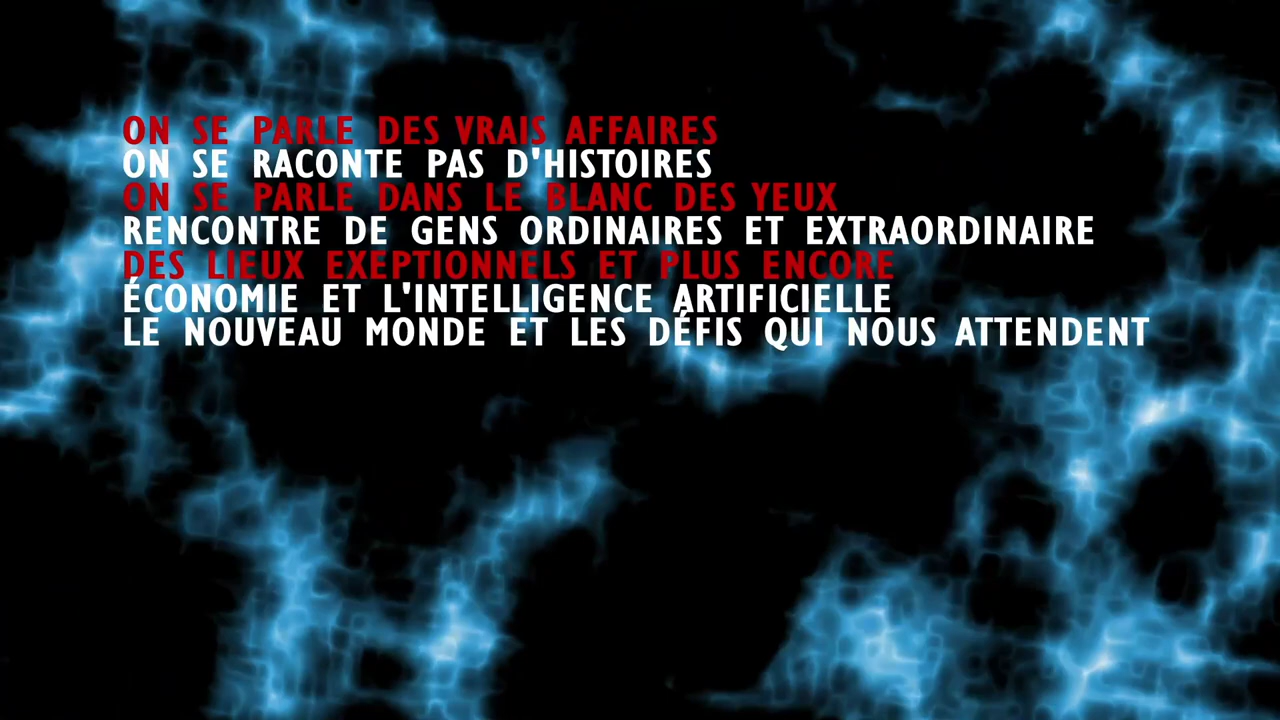 ON SE PARLE DES VRAIS AFFAIRES
ON SE RACONTE PAS D'HISTOIRES
ON SE PARLE DANS LE BLANC DES YEUX
RENCONTRE DE GENS ORDINAIRES ET EXTRAORDINAIRE
DES LIEUX EXEPTIONNELS ET PLUS ENCORE
ÉCONOMIE ET L'INTELLIGENCE ARTIFICIELLE
LE NOUVEAU MONDE ET LES DÉFIS QUI NOUS ATTENDENT